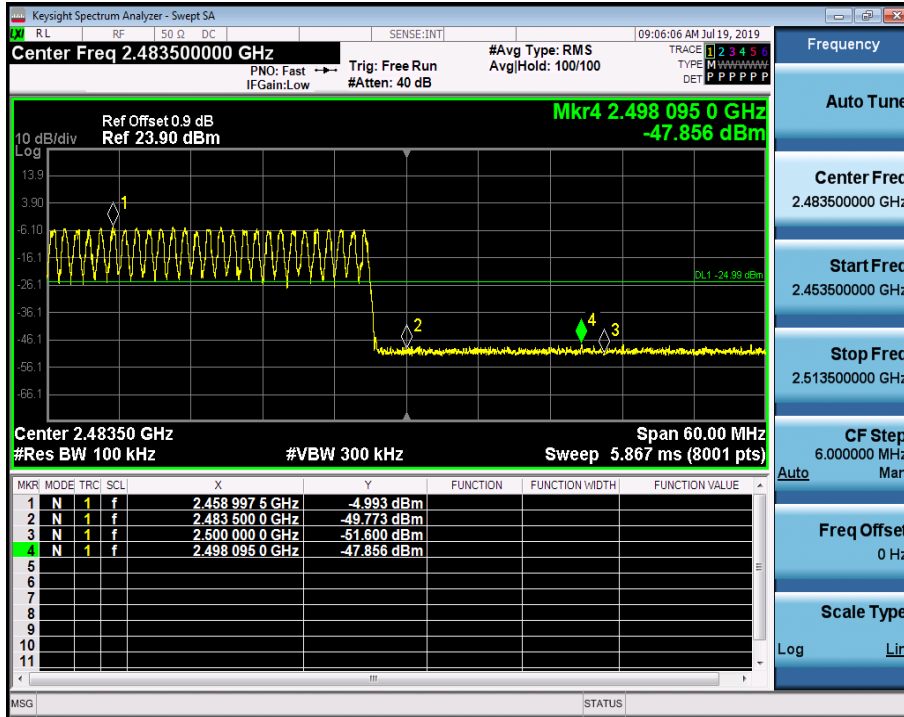 Keysight Spectrum Analyzer - Swept SA
LXI RL RF 50 Ω DC SENSE:INT 09:06:06 AM Jul 19, 2019
Center Freq 2.483500000 GHz
PNO: Fast
IFGain:Low
Trig: Free Run
#Atten: 40 dB
#Avg Type: RMS
Avg|Hold: 100/100
TRACE 1 2 3 4 5 6
TYPE M WWWWW
DET P P P P P P
Mkr4 2.498 095 0 GHz
-47.856 dBm
10 dB/div
Log
Ref Offset 0.9 dB
Ref 23.90 dBm
13.9
3.90
-6.10
-16.1
-26.1
-36.1
-46.1
-56.1
-66.1
1
2
4
3
DL1 -24.99 dBm
Center 2.48350 GHz Span 60.00 MHz
#Res BW 100 kHz #VBW 300 kHz Sweep 5.867 ms (8001 pts)
MKR MODE TRC SCL X Y FUNCTION FUNCTION WIDTH FUNCTION VALUE
1 N 1 f 2.458 997 5 GHz -4.993 dBm
2 N 1 f 2.483 500 0 GHz -49.773 dBm
3 N 1 f 2.500 000 0 GHz -51.600 dBm
4 N 1 f 2.498 095 0 GHz -47.856 dBm
5
6
7
8
9
10
11
MSG STATUS
Frequency
Auto Tune
Center Freq
2.483500000 GHz
Start Freq
2.453500000 GHz
Stop Freq
2.513500000 GHz
CF Step
6.000000 MHz
Auto Man
Freq Offset
0 Hz
Scale Type
Log Lin